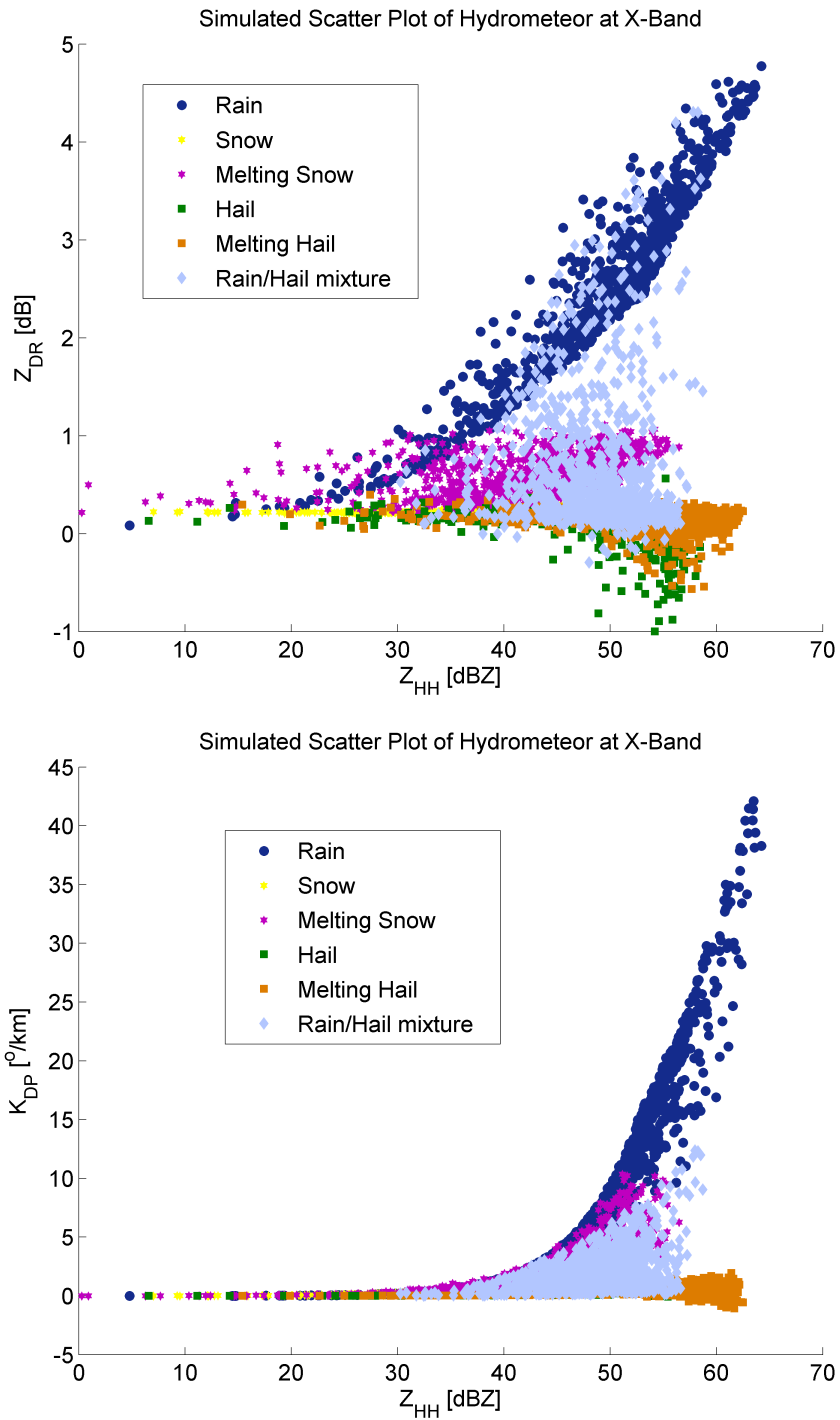 Simulated Scatter Plot of Hydrometeor at X-Band
5
4
3
2
1
0
-1
Z_DR [dB]
Rain
Snow
Melting Snow
Hail
Melting Hail
Rain/Hail mixture
0 10 20 30 40 50 60 70
Z_HH [dBZ]
Simulated Scatter Plot of Hydrometeor at X-Band
45
40
35
30
25
20
15
10
5
0
-5
K_DP [º/km]
Rain
Snow
Melting Snow
Hail
Melting Hail
Rain/Hail mixture
0 10 20 30 40 50 60 70
Z_HH [dBZ]